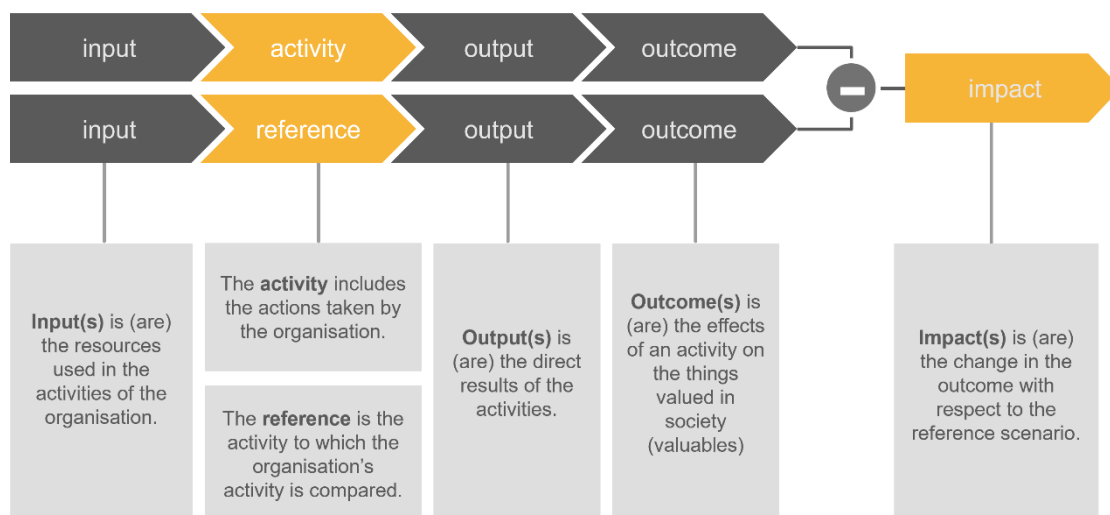 input
activity
output
outcome
impact
input
reference
output
outcome
Input(s) is (are)
the resources
used in the
activities of the
organisation.
The activity includes
the actions taken by
the organisation.
The reference is the
activity to which the
organisation’s
activity is compared.
Output(s) is
(are) the direct
results of the
activities.
Outcome(s) is
(are) the effects
of an activity on
the things
valued in
society
(valuables)
Impact(s) is (are)
the change in the
outcome with
respect to the
reference scenario.